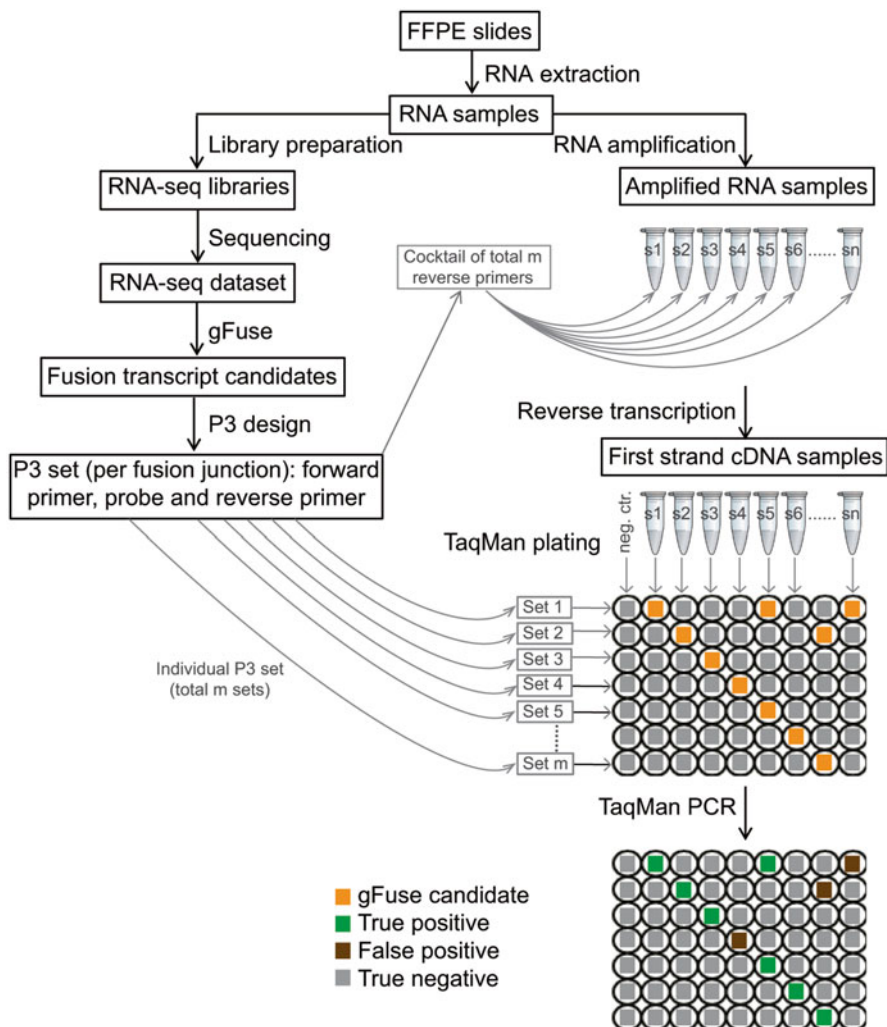 FFPE slides
RNA extraction
RNA samples
Library preparation
RNA amplification
RNA-seq libraries
Amplified RNA samples
Sequencing
s1 s2 s3 s4 s5 s6 ...... sn
Cocktail of total m
reverse primers
RNA-seq dataset
gFuse
Fusion transcript candidates
P3 design
Reverse transcription
P3 set (per fusion junction): forward
primer, probe and reverse primer
First strand cDNA samples
neg. ctr.
s1 s2 s3 s4 s5 s6 ...... sn
TaqMan plating
Set 1
Set 2
Set 3
Individual P3 set
(total m sets)
Set 4
Set 5
Set m
TaqMan PCR
gFuse candidate
True positive
False positive
True negative